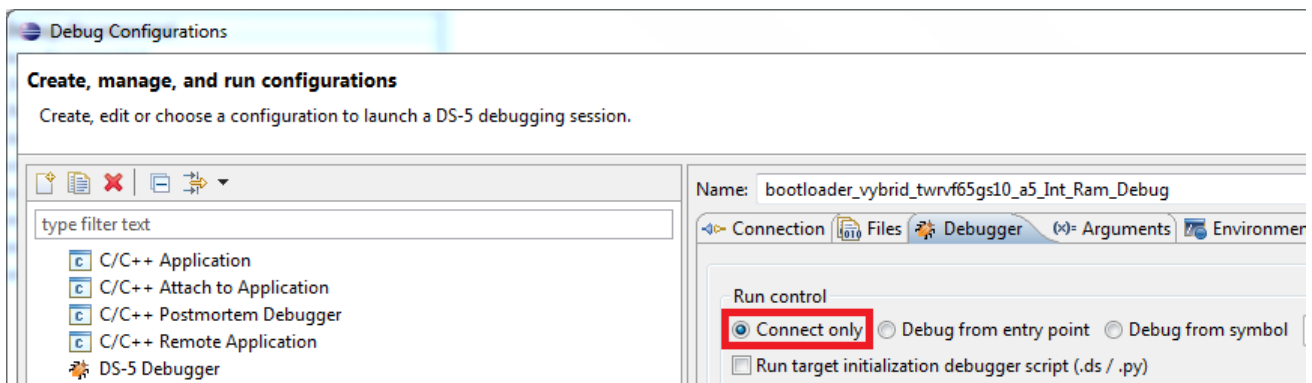 Debug Configurations
Create, manage, and run configurations
Create, edit or choose a configuration to launch a DS-5 debugging session.
type filter text
C/C++ Application
C/C++ Attach to Application
C/C++ Postmortem Debugger
C/C++ Remote Application
DS-5 Debugger
Name: bootloader_vybrid_twrvf65gs10_a5_Int_Ram_Debug
Connection Files Debugger (x)= Arguments Environmen
Run control
Connect only Debug from entry point Debug from symbol
Run target initialization debugger script (.ds / .py)